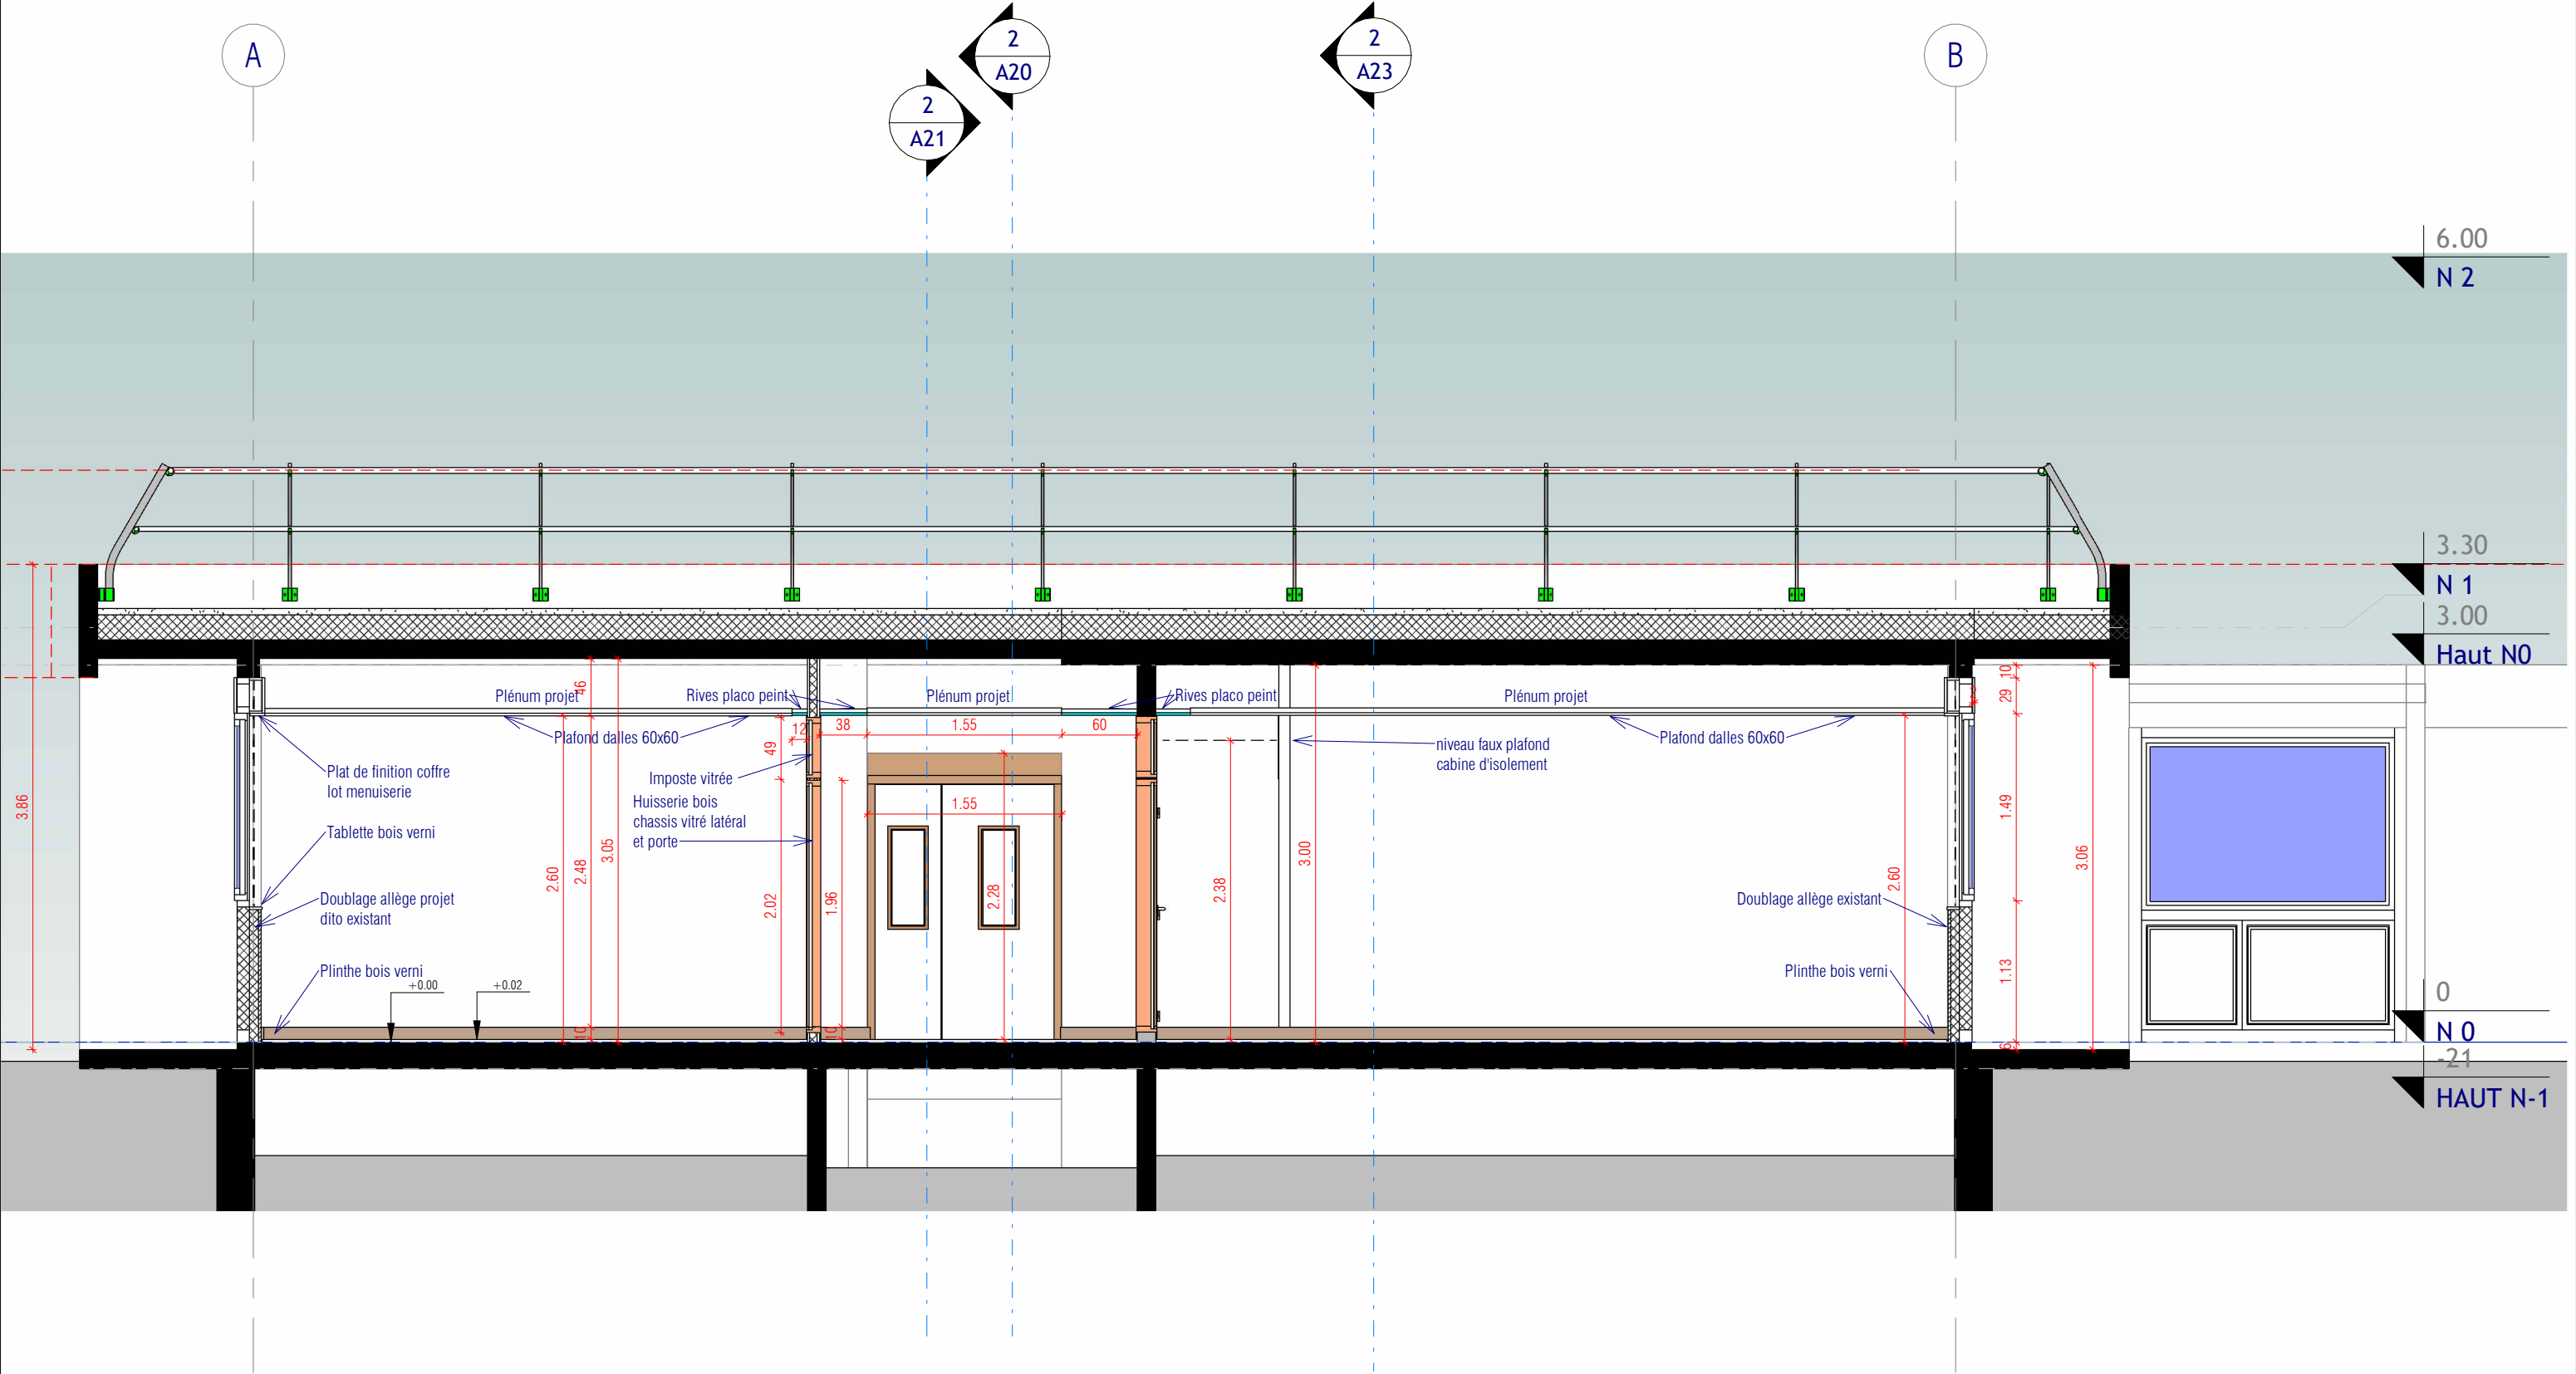 A
2
A20
2
A23
B
2
A21
6.00
N 2
3.30
N 1
3.00
Haut N0
Plénum projet
46
Rives placo peint
Plénum projet
Rives placo peint
Plénum projet
10
29
12
38
1.55
60
49
Plafond dalles 60x60
Plafond dalles 60x60
niveau faux plafond
cabine d'isolement
Plat de finition coffre
lot menuiserie
Imposte vitrée
Huisserie bois
chassis vitré latéral
et porte
1.55
3.86
Tablette bois verni
2.60
2.48
3.05
2.02
1.96
2.28
2.38
3.00
2.60
1.49
3.06
Doublage allège projet
dito existant
Doublage allège existant
Plinthe bois verni
+0.00
+0.02
Plinthe bois verni
1.13
10
10
6
0
N 0
-21
HAUT N-1